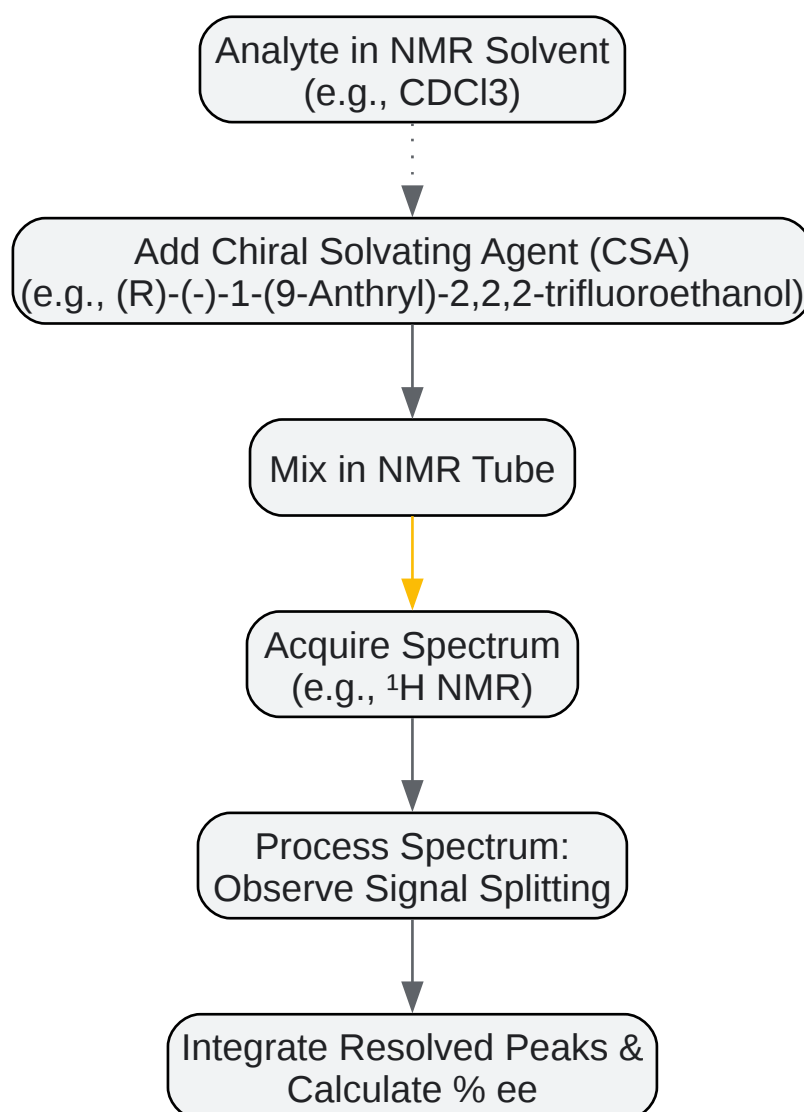 Analyte in NMR Solvent
(e.g., CDCl3)
Add Chiral Solvating Agent (CSA)
(e.g., (R)-(-)-1-(9-Anthryl)-2,2,2-trifluoroethanol)
Mix in NMR Tube
Acquire Spectrum
(e.g., ¹H NMR)
Process Spectrum:
Observe Signal Splitting
Integrate Resolved Peaks &
Calculate % ee